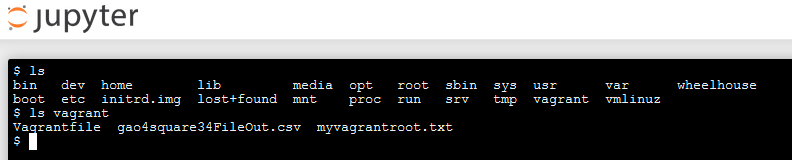 jupyter
$ ls
bin dev home lib media opt root sbin sys usr var wheelhouse
boot etc initrd.img lost+found mnt proc run srv tmp vagrant vmlinuz
$ ls vagrant
Vagrantfile gao4square34FileOut.csv myvagrantroot.txt
$